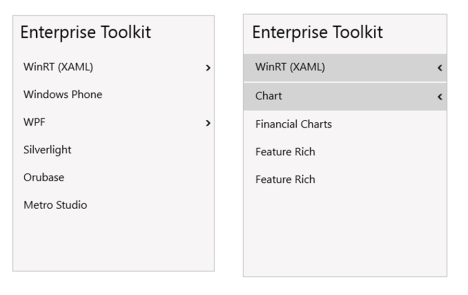 Enterprise Toolkit
WinRT (XAML)
Windows Phone
WPF
Silverlight
Orubase
Metro Studio
Enterprise Toolkit
WinRT (XAML)
Chart
Financial Charts
Feature Rich
Feature Rich